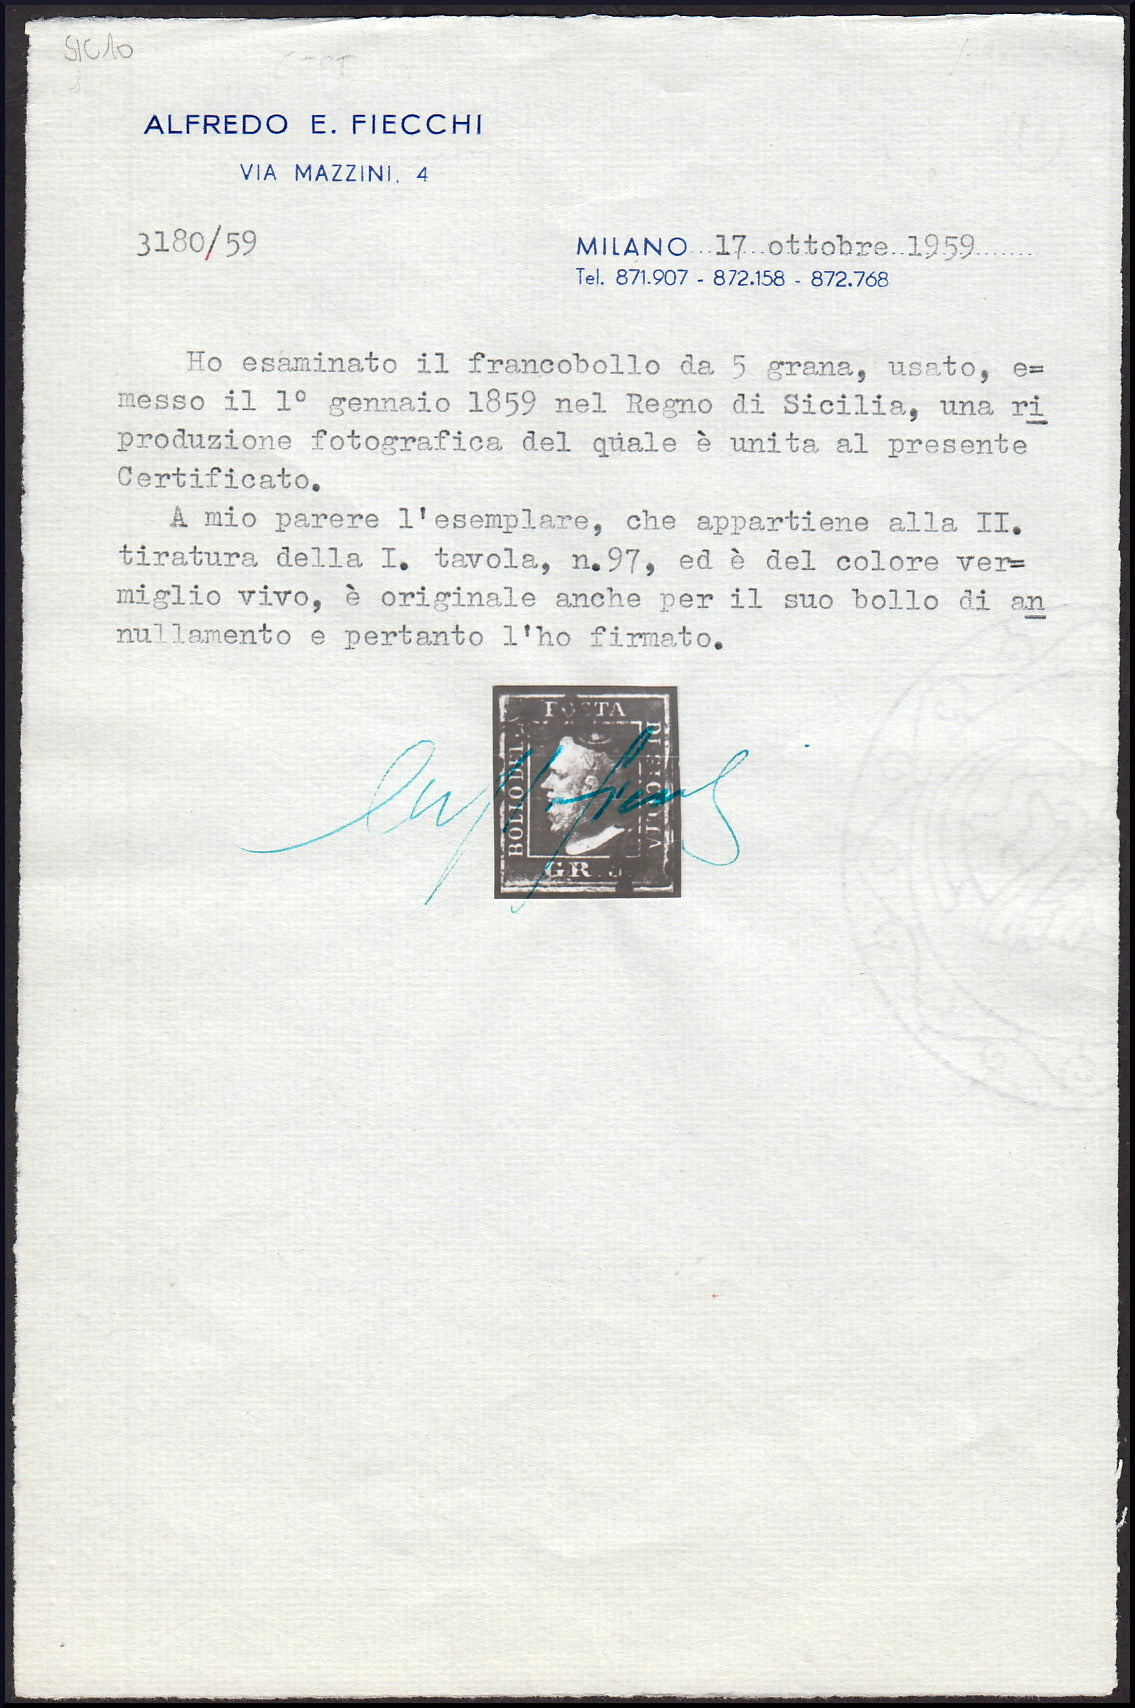 SIC10
ALFREDO E. FIECCHI
VIA MAZZINI, 4
3180/59
MILANO 17 ottobre 1959
Tel. 871.907 - 872.158 - 872.768
Ho esaminato il francobollo da 5 grana, usato, e=
messo il 1° gennaio 1859 nel Regno di Sicilia, una ri
produzione fotografica del quale è unita al presente
Certificato.
A mio parere l'esemplare, che appartiene alla II.
tiratura della I. tavola, n.97, ed è del colore ver=
miglio vivo, è originale anche per il suo bollo di an
nullamento e pertanto l'ho firmato.
POSTA
BOLLO DELLA
DI SICILIA
GR. 5